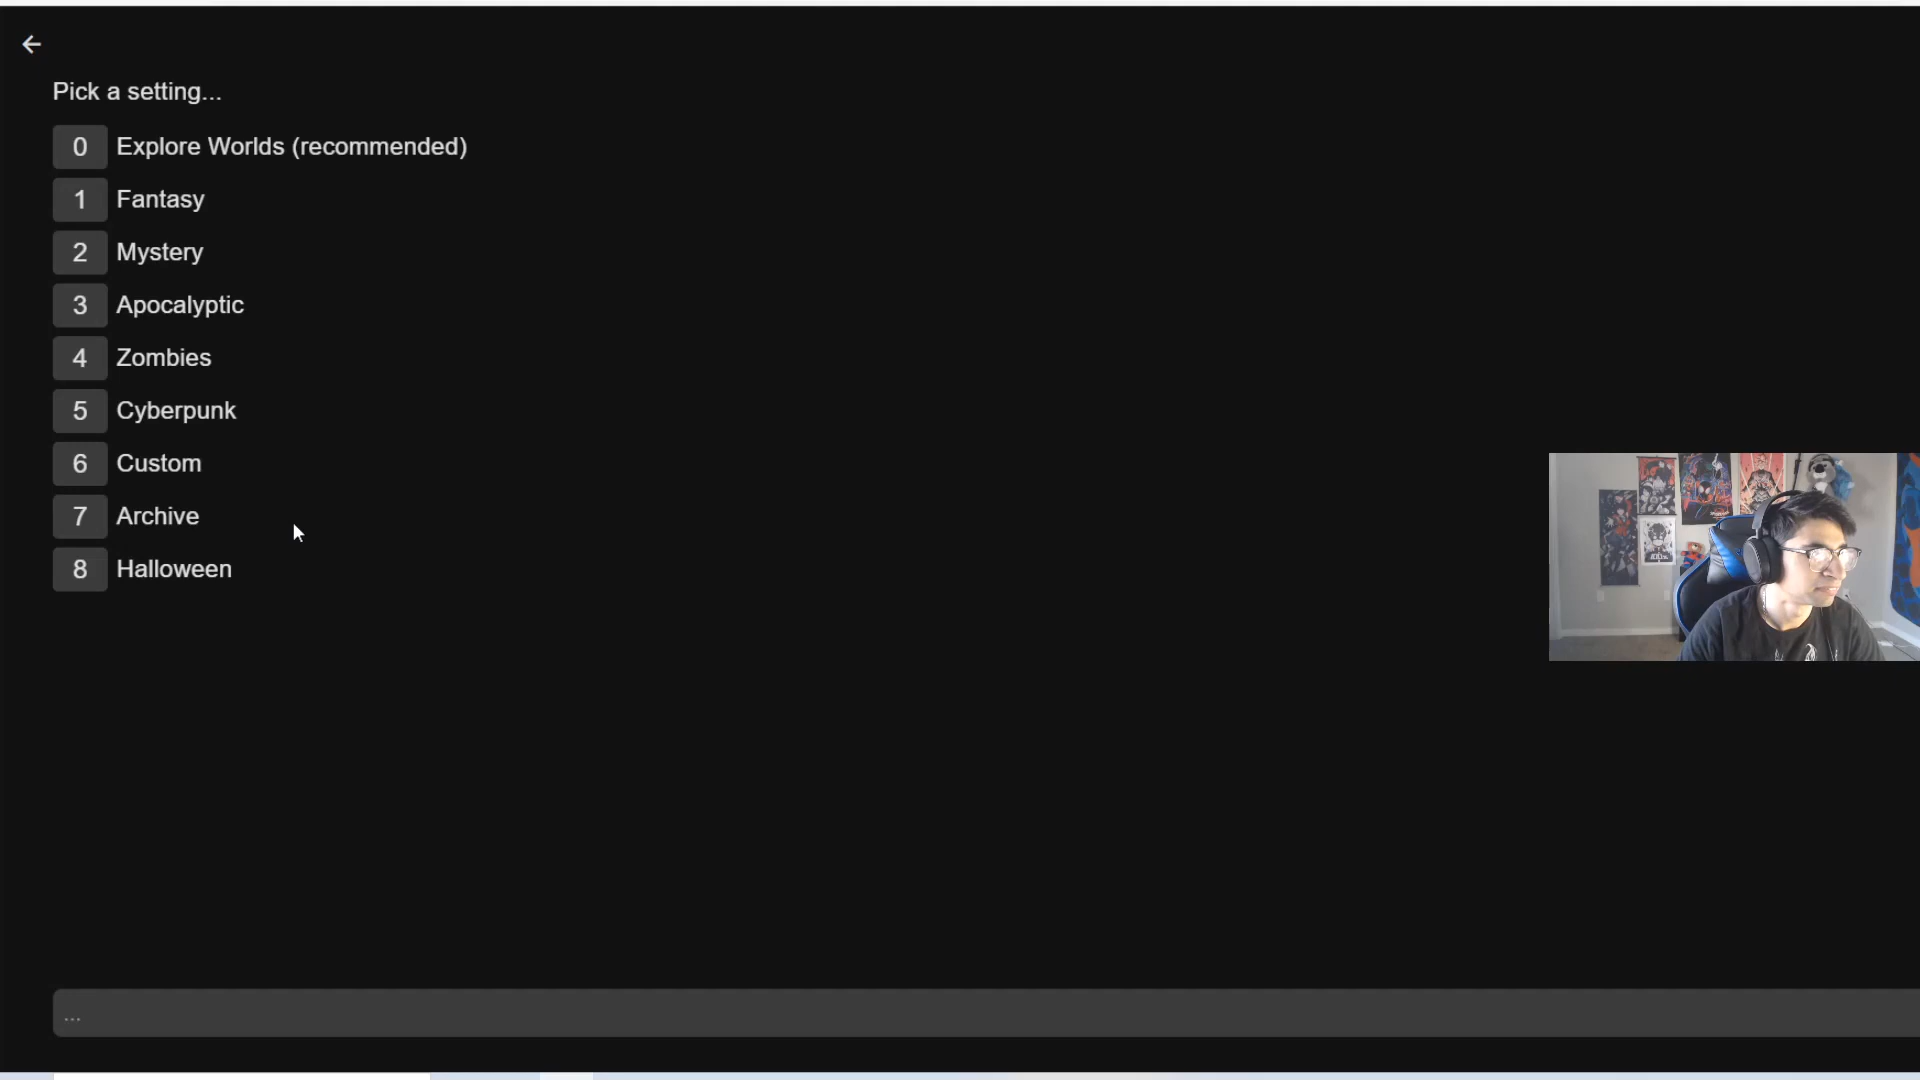 Pick a setting...
0 Explore Worlds (recommended)
1 Fantasy
2 Mystery
3 Apocalyptic
4 Zombies
5 Cyberpunk
6 Custom
7 Archive
8 Halloween
...